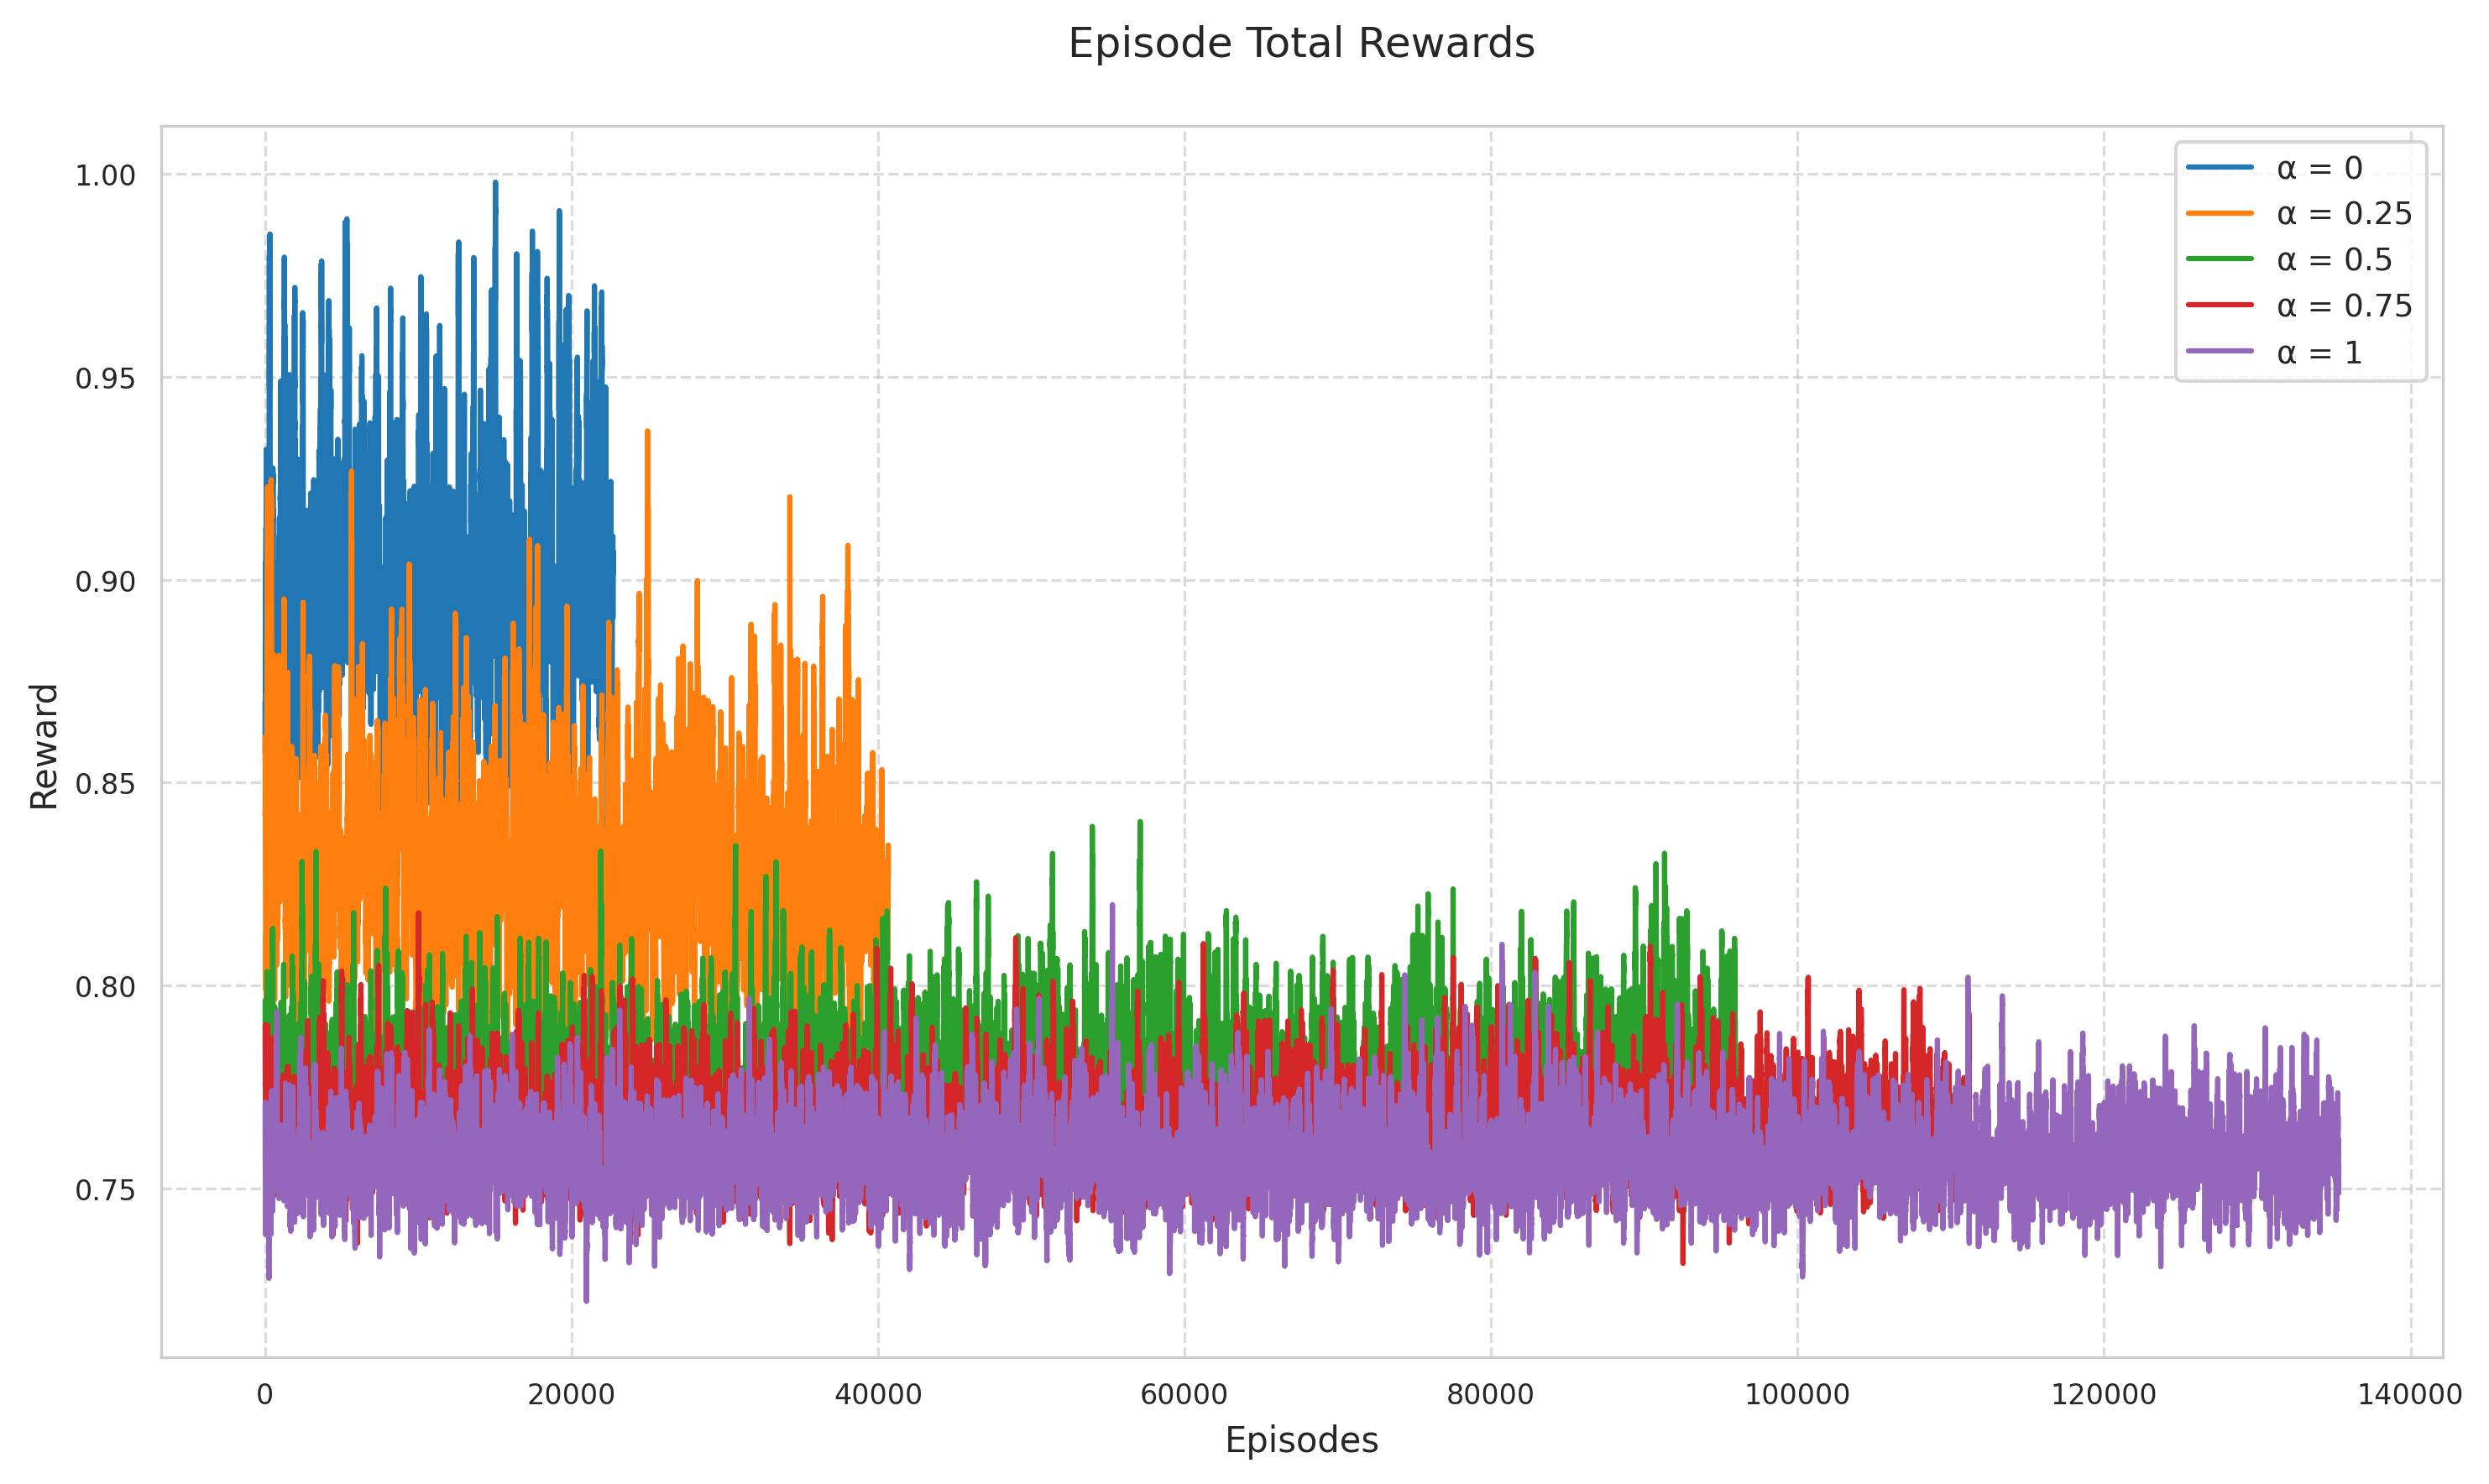 Episode Total Rewards
1.00
0.95
0.90
0.85
0.80
0.75
Reward
α = 0
α = 0.25
α = 0.5
α = 0.75
α = 1
0 20000 40000 60000 80000 100000 120000 140000
Episodes